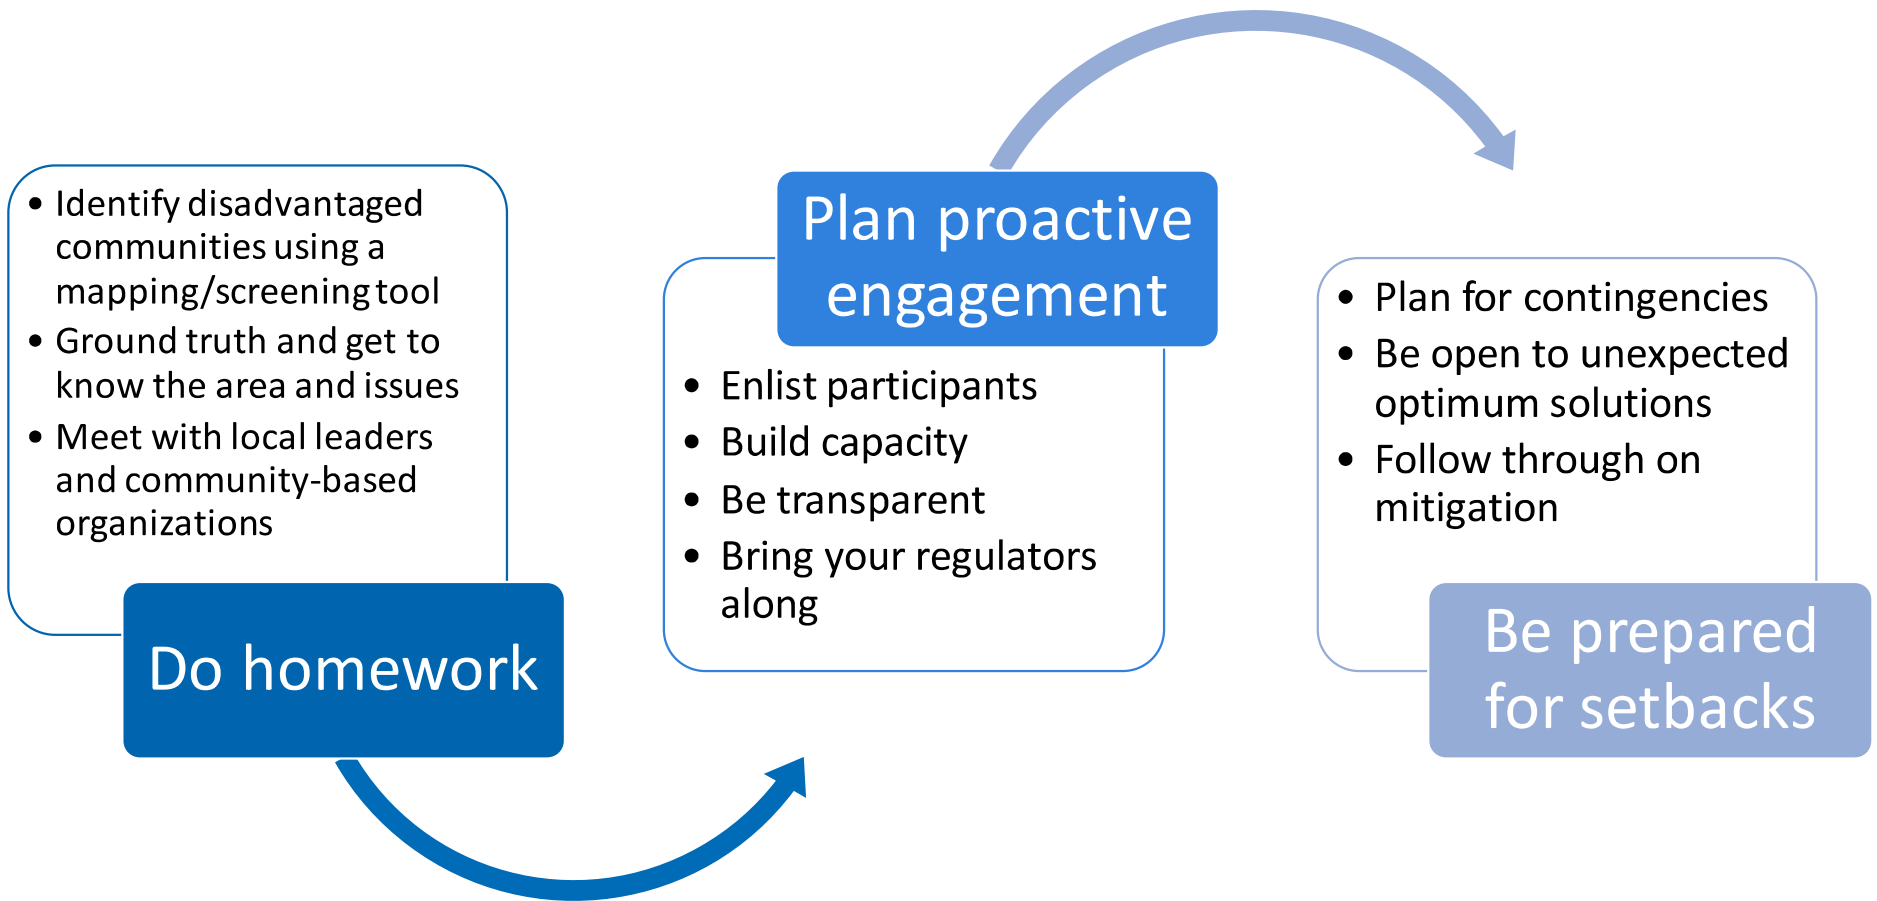 • Identify disadvantaged
communities using a
mapping/screening tool
• Ground truth and get to
know the area and issues
• Meet with local leaders
and community-based
organizations
Do homework
Plan proactive
engagement
• Enlist participants
• Build capacity
• Be transparent
• Bring your regulators
along
• Plan for contingencies
• Be open to unexpected
optimum solutions
• Follow through on
mitigation
Be prepared
for setbacks